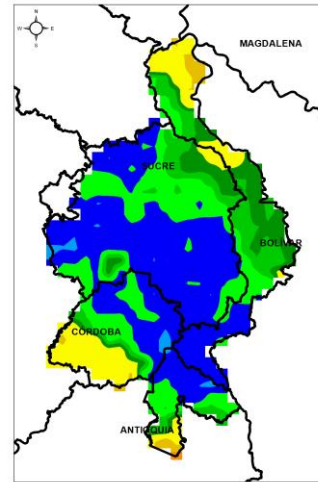 N
W E
S
MAGDALENA
SUCRE
BOLIVAR
CORDOBA
ANTIOQUIA